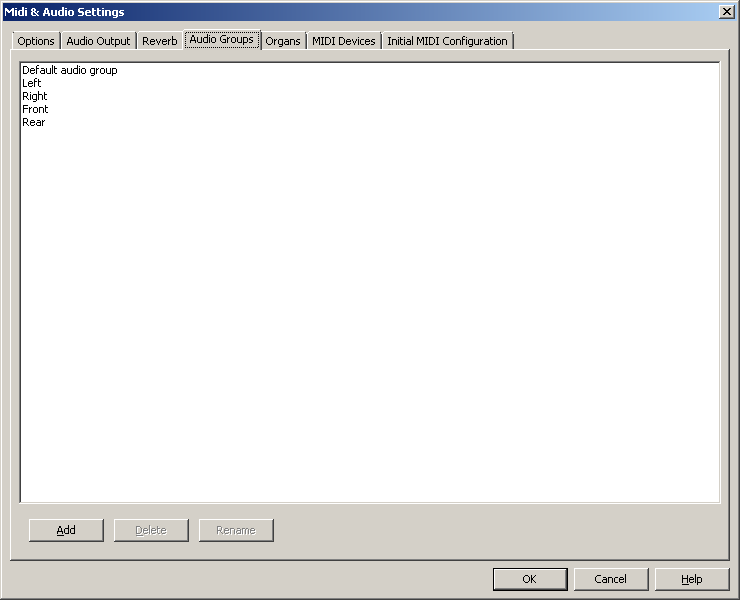 Midi & Audio Settings
Options Audio Output Reverb Audio Groups Organs MIDI Devices Initial MIDI Configuration
Default audio group
Left
Right
Front
Rear
Add Delete Rename
OK Cancel Help